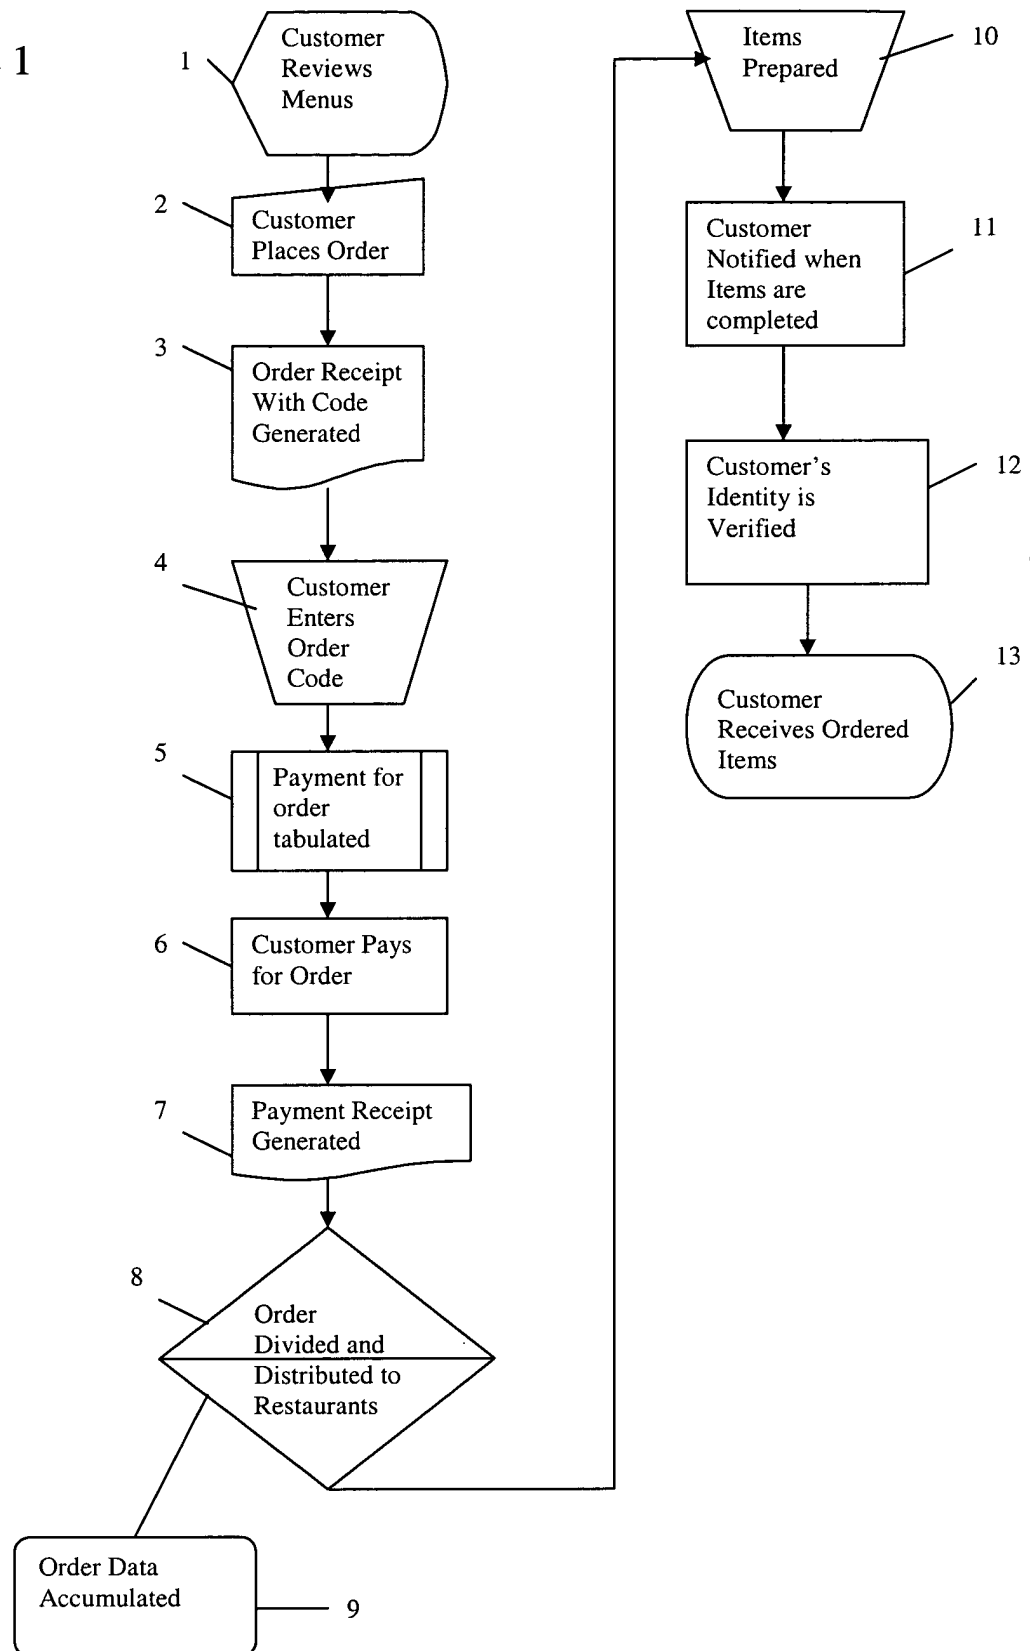 1
1
Customer
Reviews
Menus
2
Customer
Places Order
3
Order Receipt
With Code
Generated
4
Customer
Enters
Order
Code
5
Payment for
order
tabulated
6
Customer Pays
for Order
7
Payment Receipt
Generated
8
Order
Divided and
Distributed to
Restaurants
Order Data
Accumulated
9
Items
Prepared
10
Customer
Notified when
Items are
completed
11
Customer's
Identity is
Verified
12
Customer
Receives Ordered
Items
13